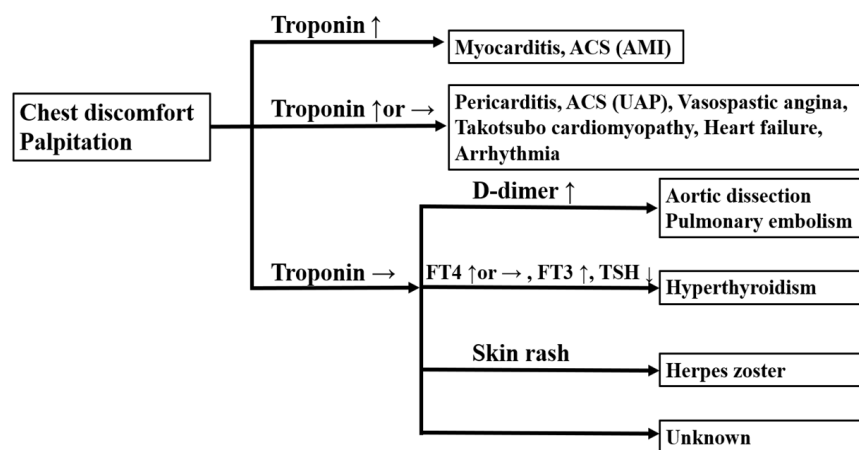 Troponin ↑
Myocarditis, ACS (AMI)
Chest discomfort
Palpitation
Troponin ↑or →
Pericarditis, ACS (UAP), Vasospastic angina,
Takotsubo cardiomyopathy, Heart failure,
Arrhythmia
Troponin →
D-dimer ↑
Aortic dissection
Pulmonary embolism
FT4 ↑or → , FT3 ↑, TSH ↓
Hyperthyroidism
Skin rash
Herpes zoster
Unknown